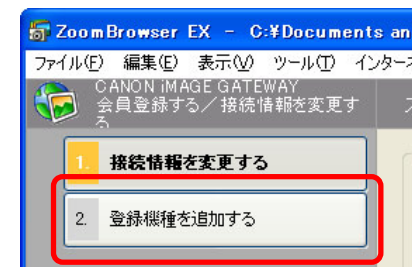 ZoomBrowser EX - C:¥Documents an
ファイル(F) 編集(E) 表示(V) ツール(T) インターネ
CANON iMAGE GATEWAY
会員登録する／接続情報を変更す
る
1. 接続情報を変更する
2. 登録機種を追加する